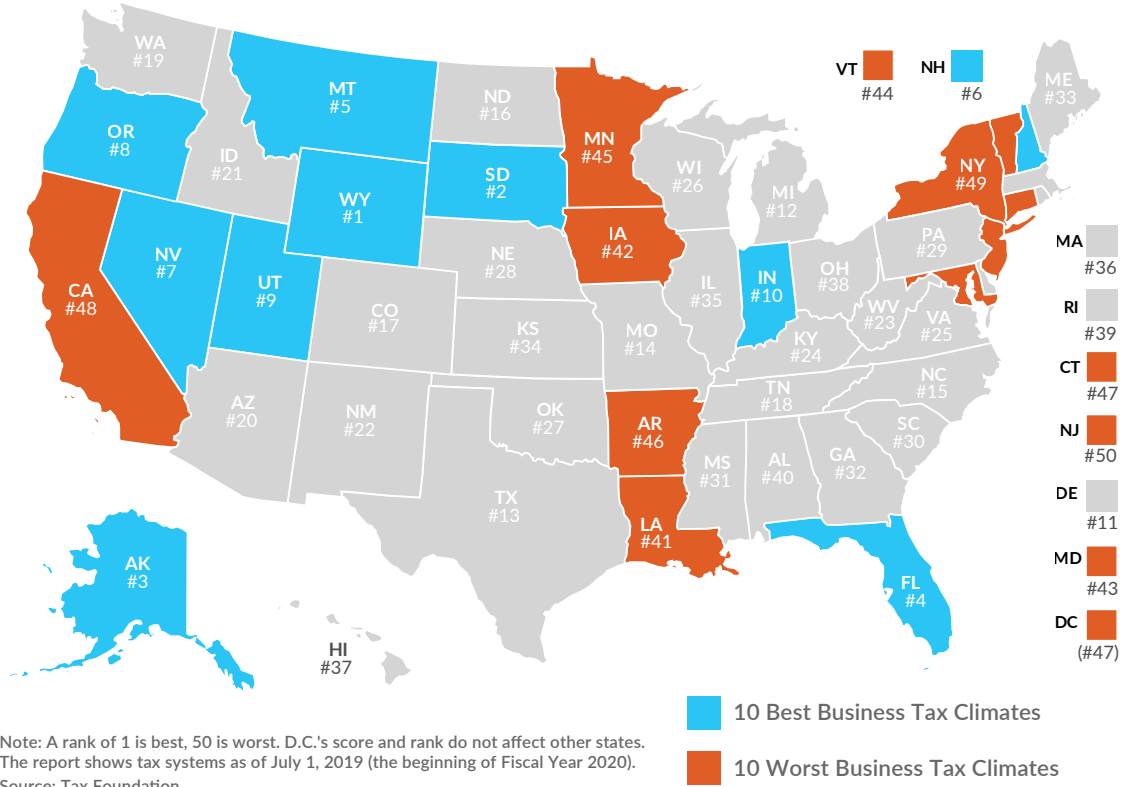 WA
#19
MT
#5
ND
#16
MN
#45
VT
#44
NH
#6
ME
#33
OR
#8
ID
#21
WY
#1
SD
#2
WI
#26
MI
#12
NY
#49
CA
#48
NV
#7
UT
#9
CO
#17
NE
#28
IA
#42
IL
#35
IN
#10
OH
#38
PA
#29
MA
#36
KS
#34
MO
#14
KY
#24
WV
#23
VA
#25
RI
#39
AZ
#20
NM
#22
OK
#27
AR
#46
TN
#18
NC
#15
CT
#47
TX
#13
LA
#41
MS
#31
AL
#40
GA
#32
SC
#30
NJ
#50
DE
#11
AK
#3
HI
#37
FL
#4
MD
#43
DC
(#47)
10 Best Business Tax Climates
10 Worst Business Tax Climates
Note: A rank of 1 is best, 50 is worst. D.C.'s score and rank do not affect other states.
The report shows tax systems as of July 1, 2019 (the beginning of Fiscal Year 2020).
Source: Tax Foundation